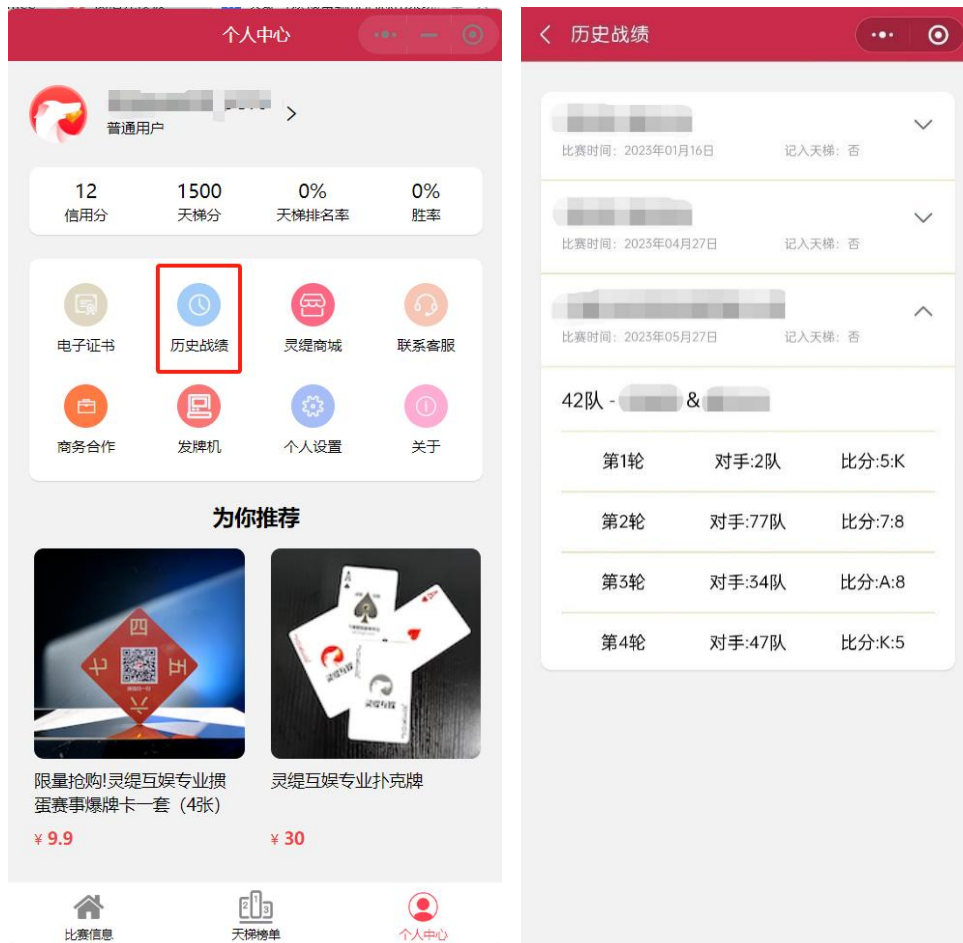 个人中心
普通用户
12 1500 0% 0%
信用分 天梯分 天梯排名率 胜率
电子证书 历史战绩 灵缇商城 联系客服
商务合作 发牌机 个人设置 关于
为你推荐
四
七 五
六
限量抢购!灵缇互娱专业掼
蛋赛事爆牌卡一套（4张）
¥ 9.9
灵缇互娱专业扑克牌
¥ 30
比赛信息 天梯榜单 个人中心
历史战绩
比赛时间：2023年01月16日 记入天梯：否
比赛时间：2023年04月27日 记入天梯：否
比赛时间：2023年05月27日 记入天梯：否
42队 - &
第1轮 对手:2队 比分:5:K
第2轮 对手:77队 比分:7:8
第3轮 对手:34队 比分:A:8
第4轮 对手:47队 比分:K:5